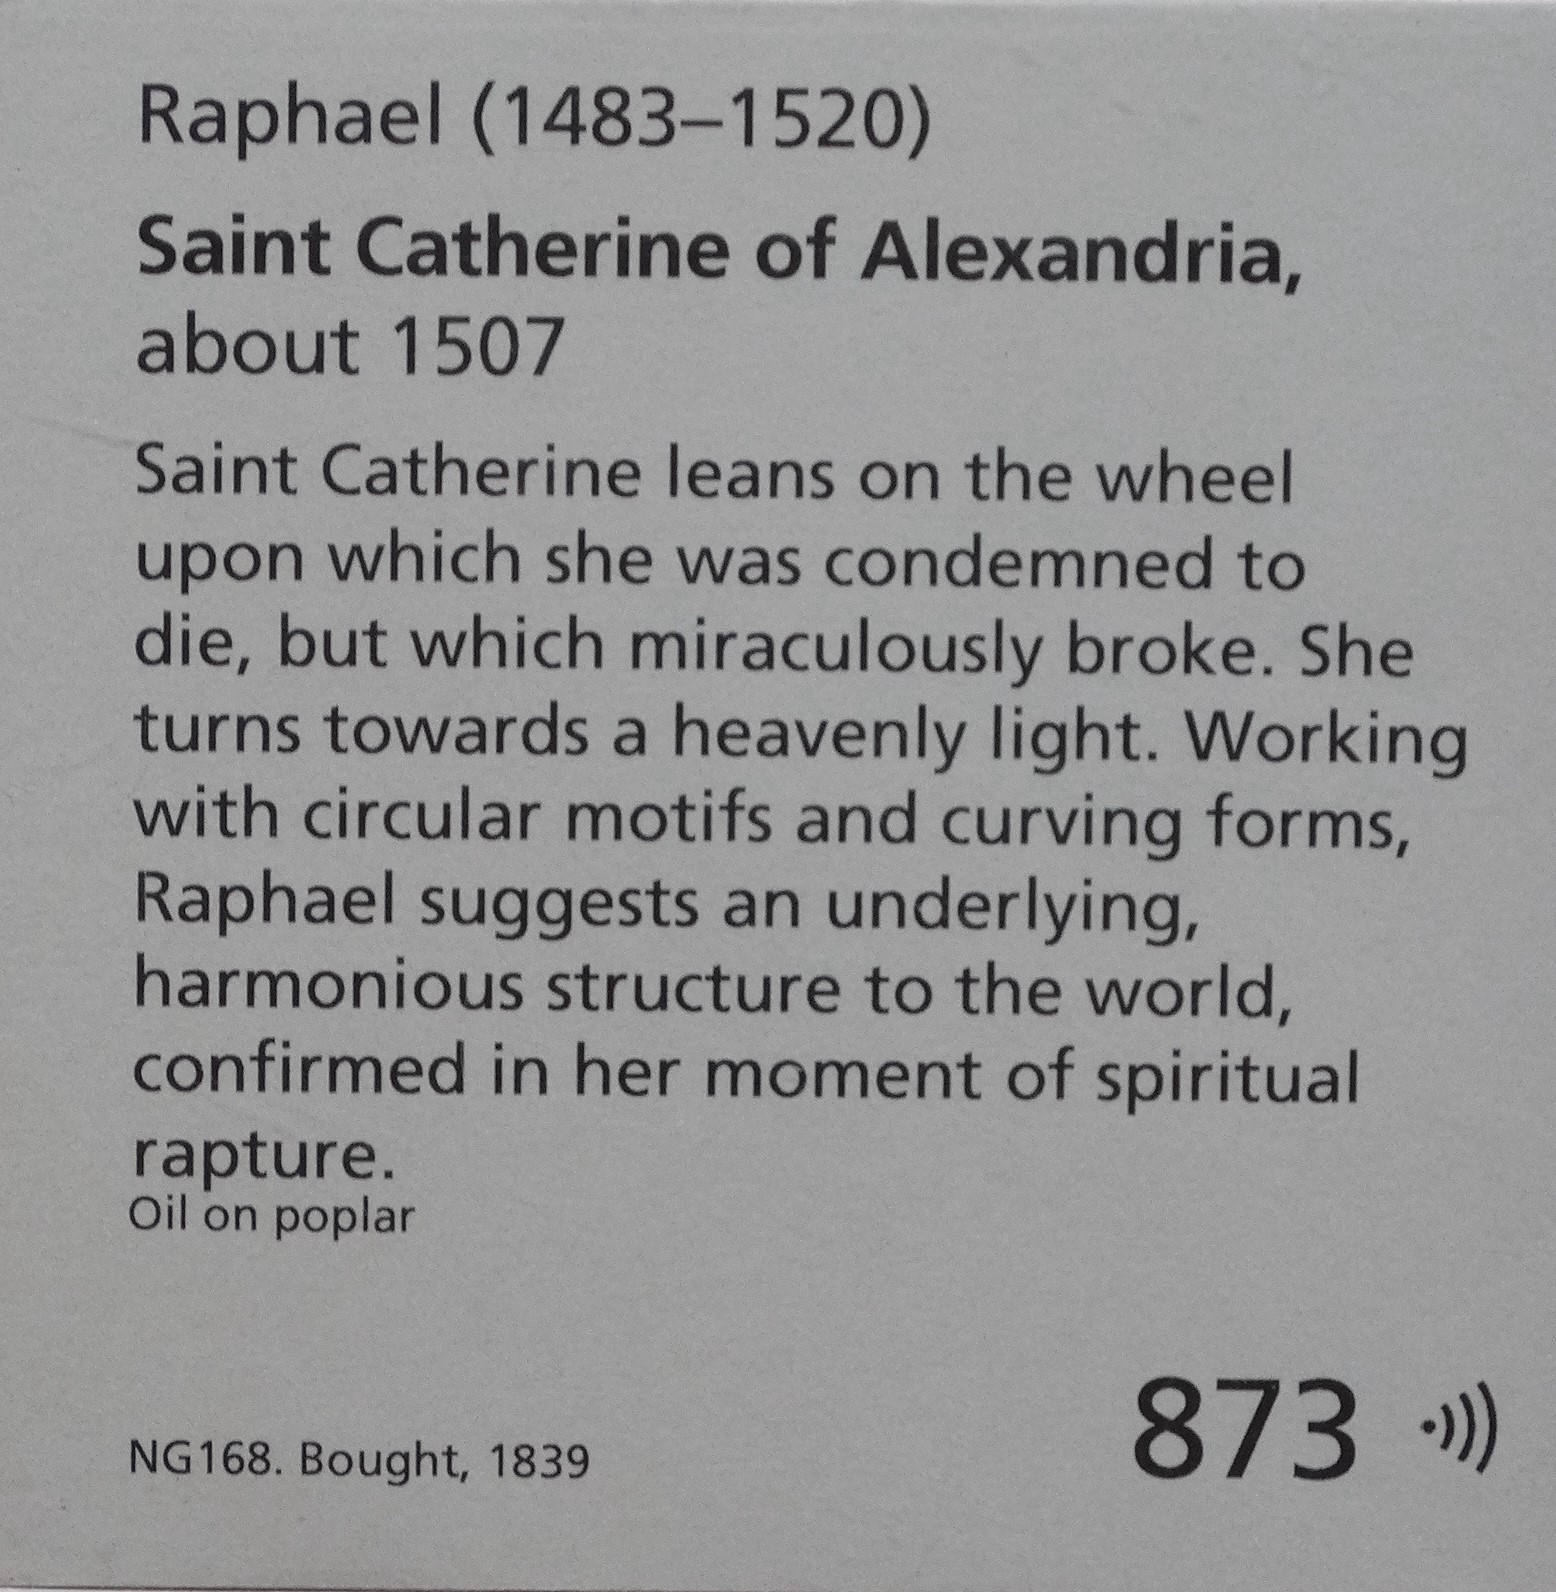 Raphael (1483–1520)
Saint Catherine of Alexandria,
about 1507
Saint Catherine leans on the wheel
upon which she was condemned to
die, but which miraculously broke. She
turns towards a heavenly light. Working
with circular motifs and curving forms,
Raphael suggests an underlying,
harmonious structure to the world,
confirmed in her moment of spiritual
rapture.
Oil on poplar
NG168. Bought, 1839
873